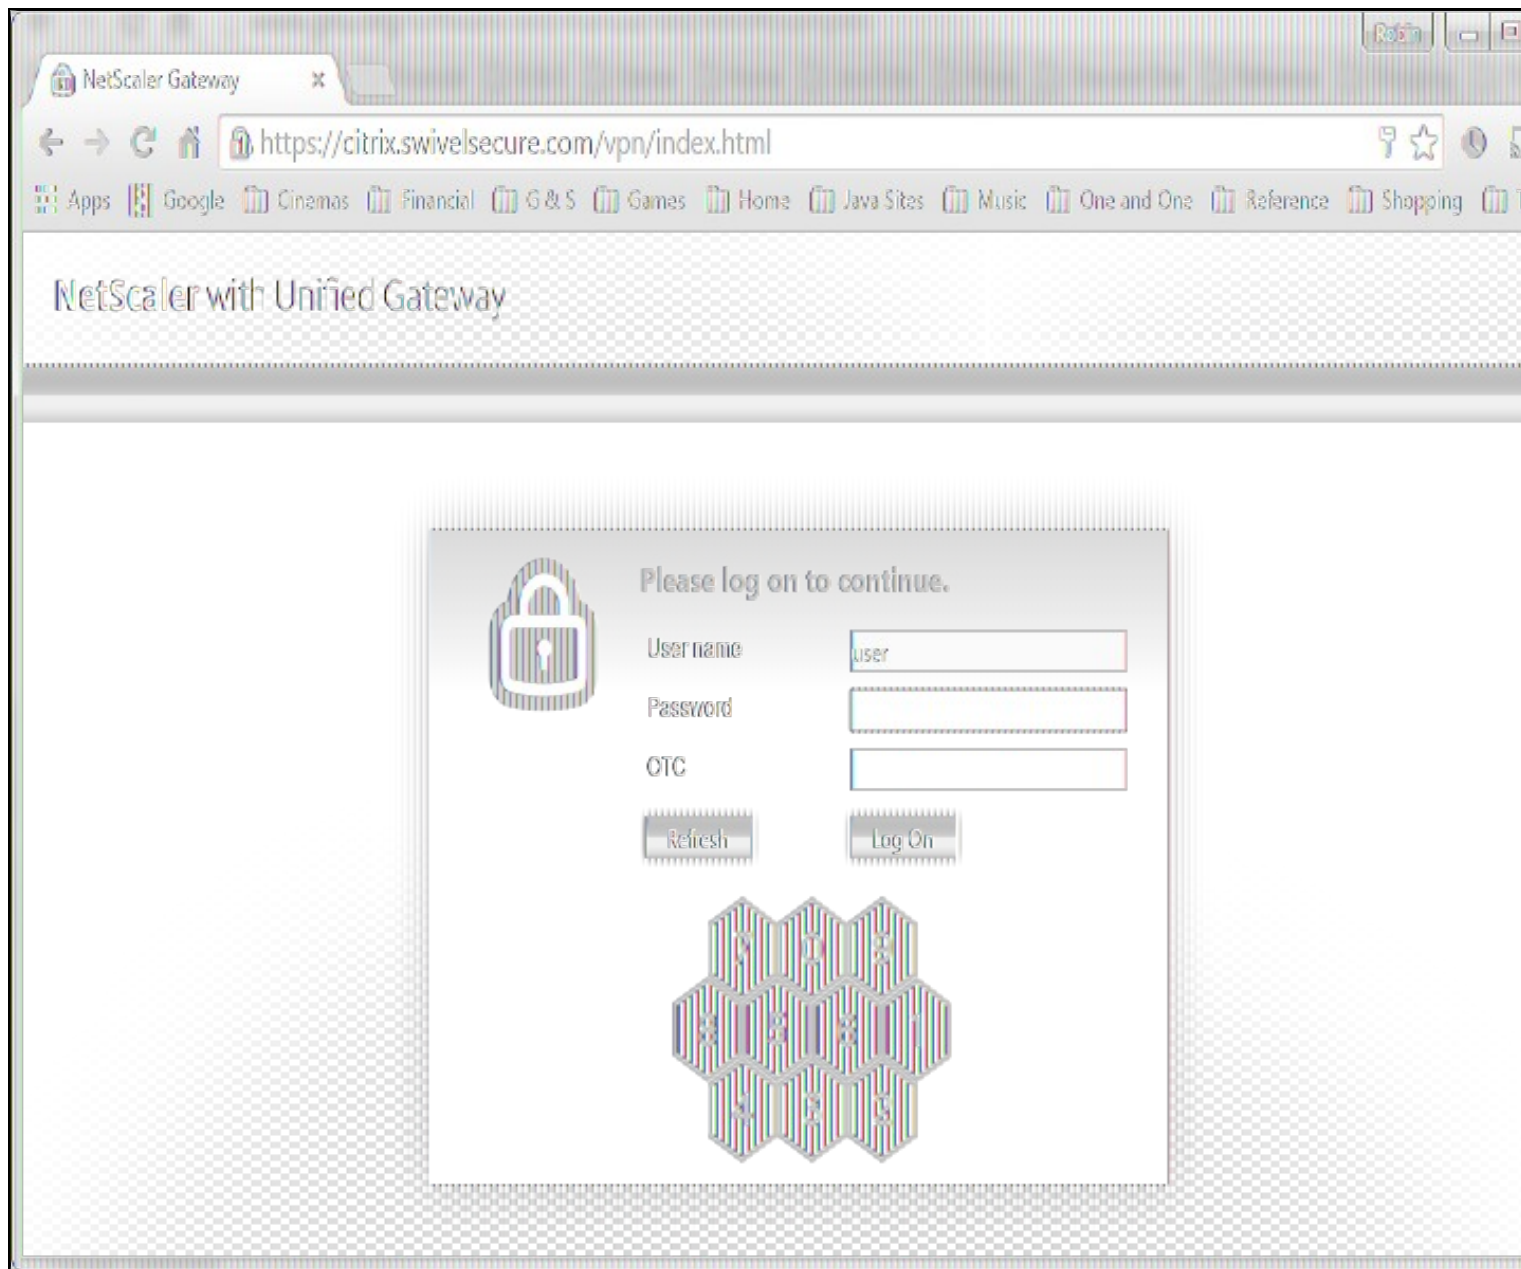 Robin
NetScaler Gateway
https://citrix.swivelsecure.com/vpn/index.html
Apps Google Cinemas Financial G & S Games Home Java Sites Music One and One Reference Shopping
NetScaler with Unified Gateway
Please log on to continue.
User name user
Password
OTC
Refresh Log On
4